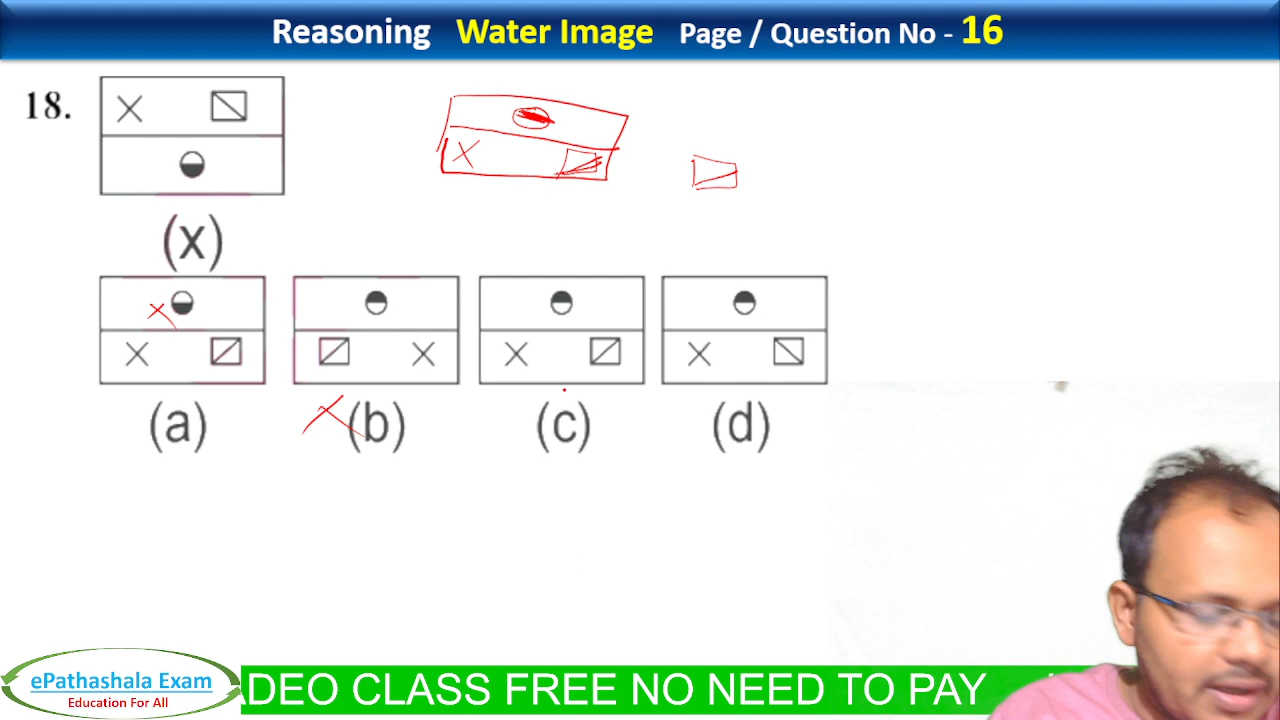 Reasoning Water Image Page / Question No - 16
18.
(x)
(a) (b) (c) (d)
ePathashala Exam
Education For All
ADEO CLASS FREE NO NEED TO PAY